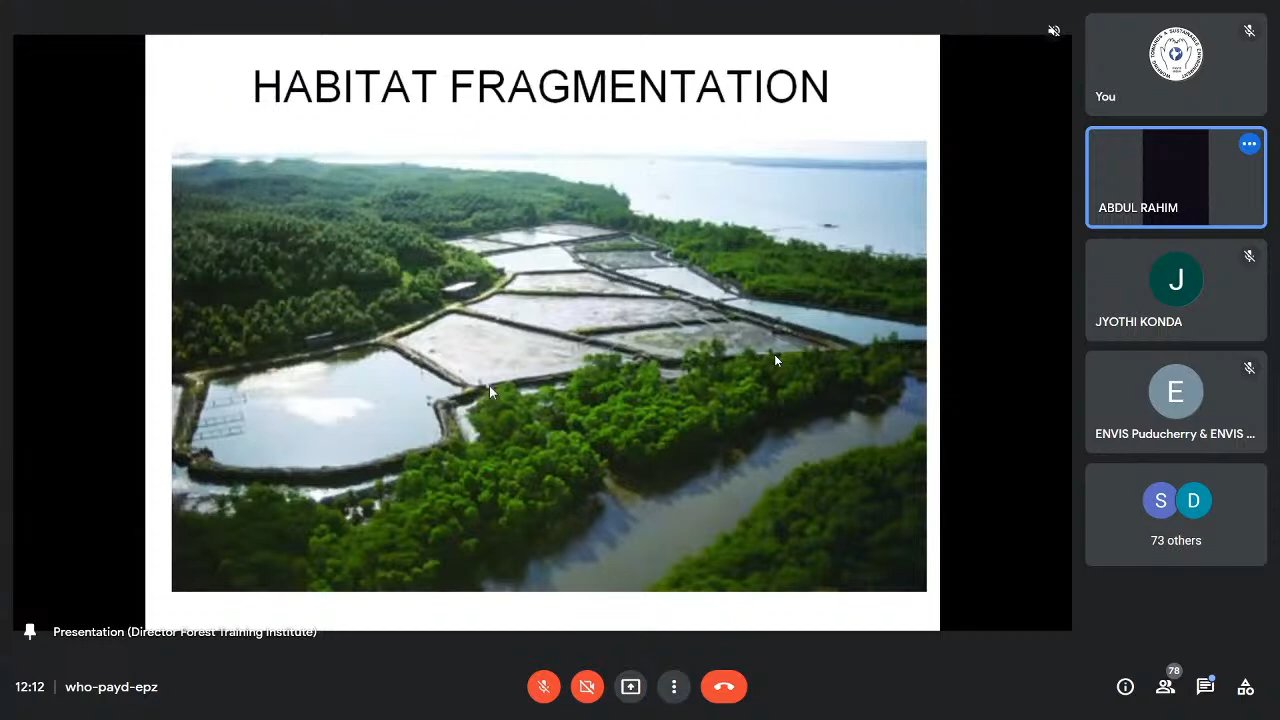 HABITAT FRAGMENTATION
You
ABDUL RAHIM
J
JYOTHI KONDA
E
ENVIS Puducherry & ENVIS ...
S D
73 others
Presentation (Director Forest Training Institute)
12:12 | who-payd-epz
78